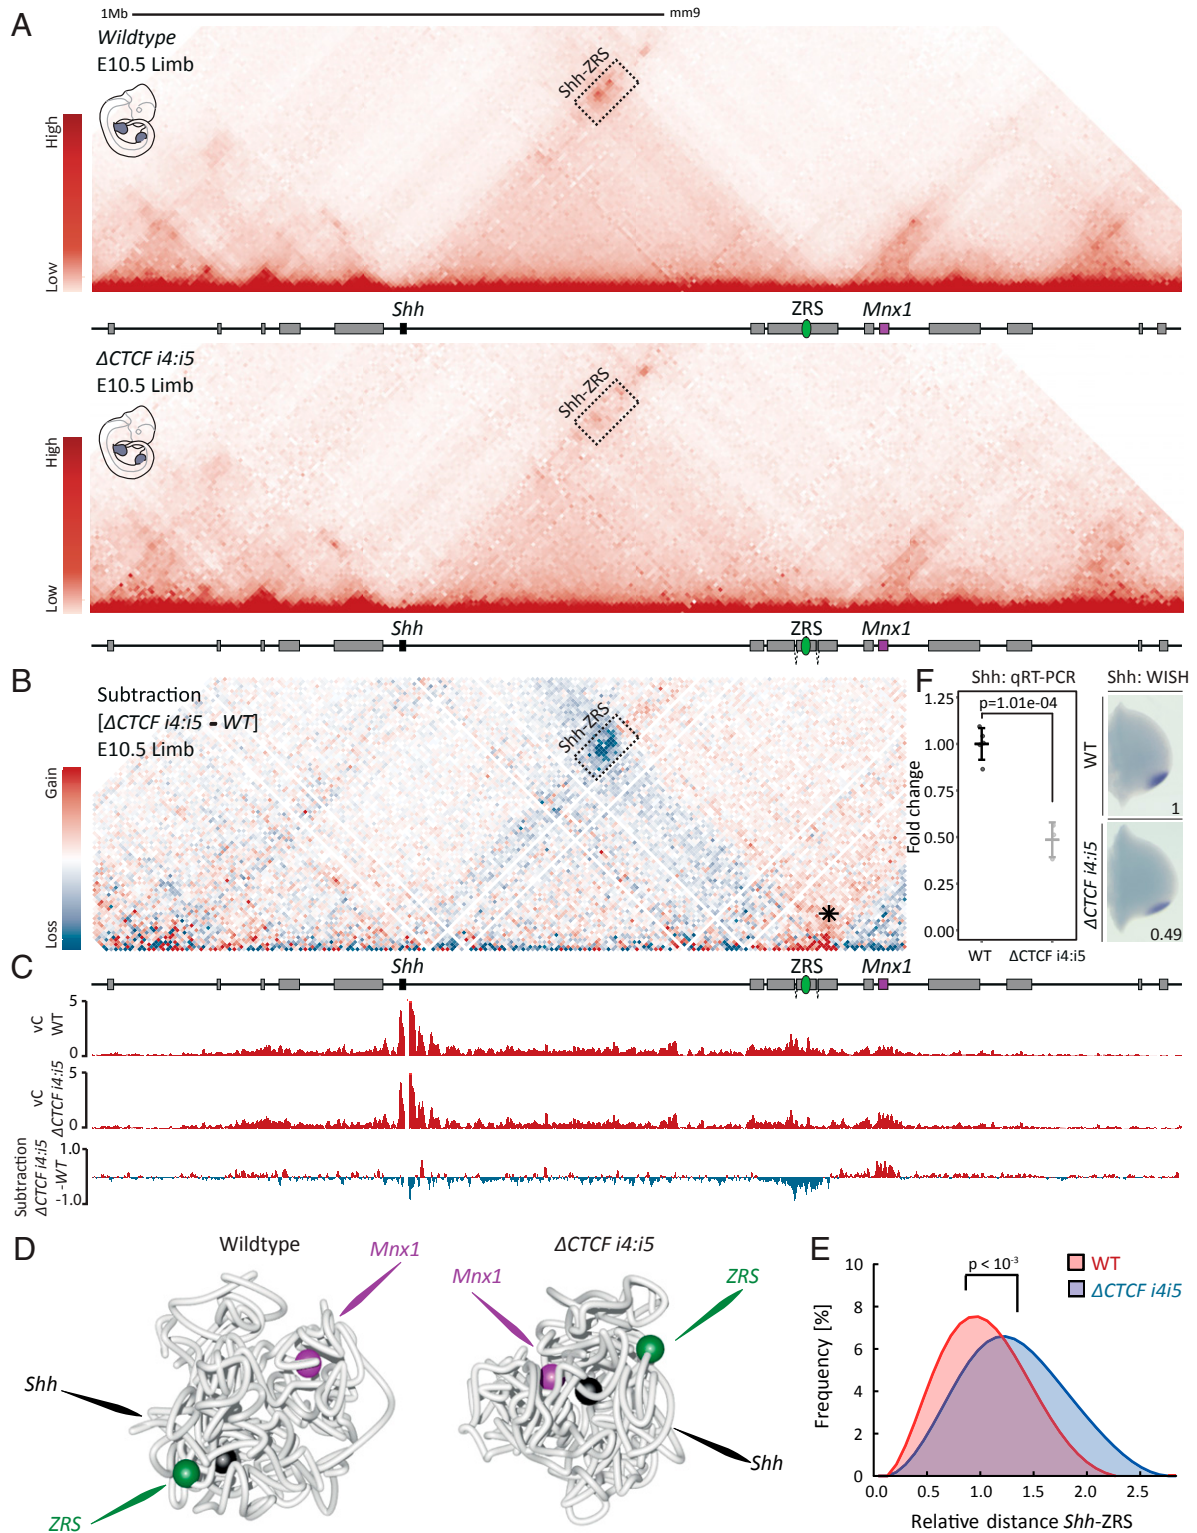 A
1Mb
mm9
Wildtype
E10.5 Limb
Shh-ZRS
High
Low
Shh
ZRS
Mnx1
ΔCTCF i4:i5
E10.5 Limb
Shh-ZRS
High
Low
Shh
ZRS
Mnx1
B
Subtraction
[ΔCTCF i4:i5 - WT]
E10.5 Limb
Shh-ZRS
Gain
Loss
*
F
Shh: qRT-PCR
p=1.01e-04
Fold change
1.25
1.00
0.75
0.50
0.25
0.00
WT
ΔCTCF i4:i5
Shh: WISH
WT
1
ΔCTCF i4:i5
0.49
C
Shh
ZRS
Mnx1
vC
WT
5
0
vC
ΔCTCF i4:i5
5
0
Subtraction
ΔCTCF i4:i5
-WT
1.0
-1.0
D
Wildtype
Mnx1
Shh
ZRS
ΔCTCF i4:i5
Mnx1
ZRS
Shh
E
p < 10⁻³
WT
ΔCTCF i4i5
Frequency [%]
10
8
6
4
2
0
0.0
0.5
1.0
1.5
2.0
2.5
Relative distance Shh-ZRS